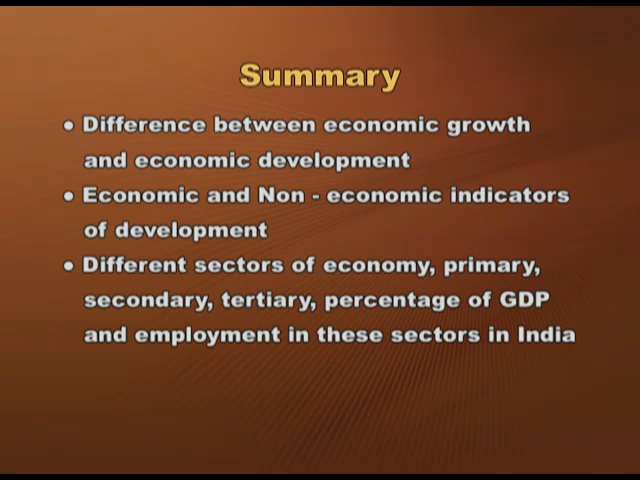 Summary
• Difference between economic growth
and economic development
• Economic and Non - economic indicators
of development
• Different sectors of economy, primary,
secondary, tertiary, percentage of GDP
and employment in these sectors in India